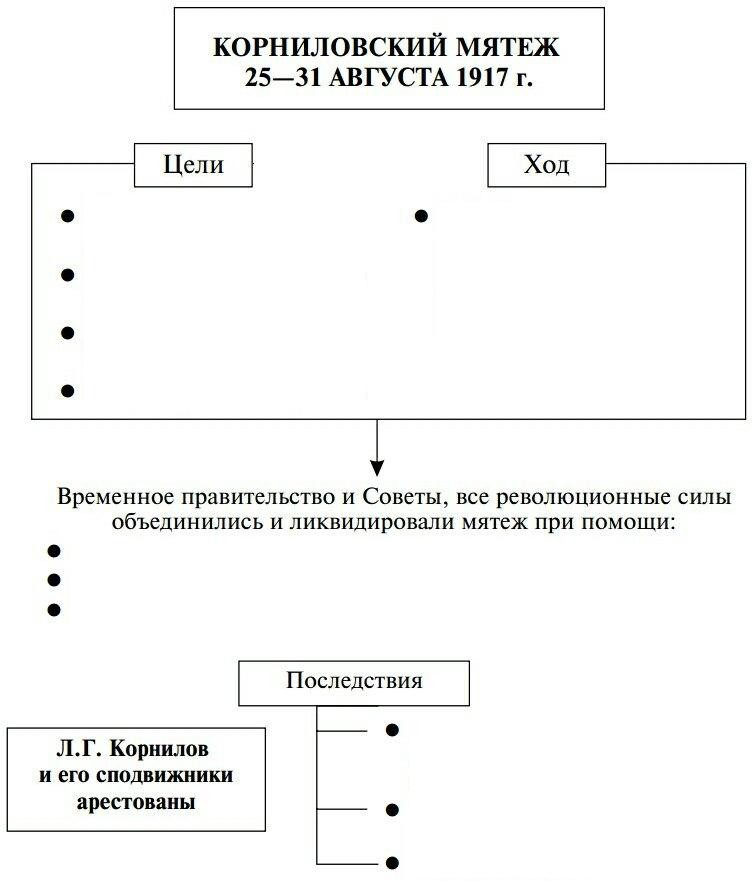 КОРНИЛОВСКИЙ МЯТЕЖ
25—31 АВГУСТА 1917 г.
Цели
Ход
Временное правительство и Советы, все революционные силы
объединились и ликвидировали мятеж при помощи:
Последствия
Л.Г. Корнилов
и его сподвижники
арестованы